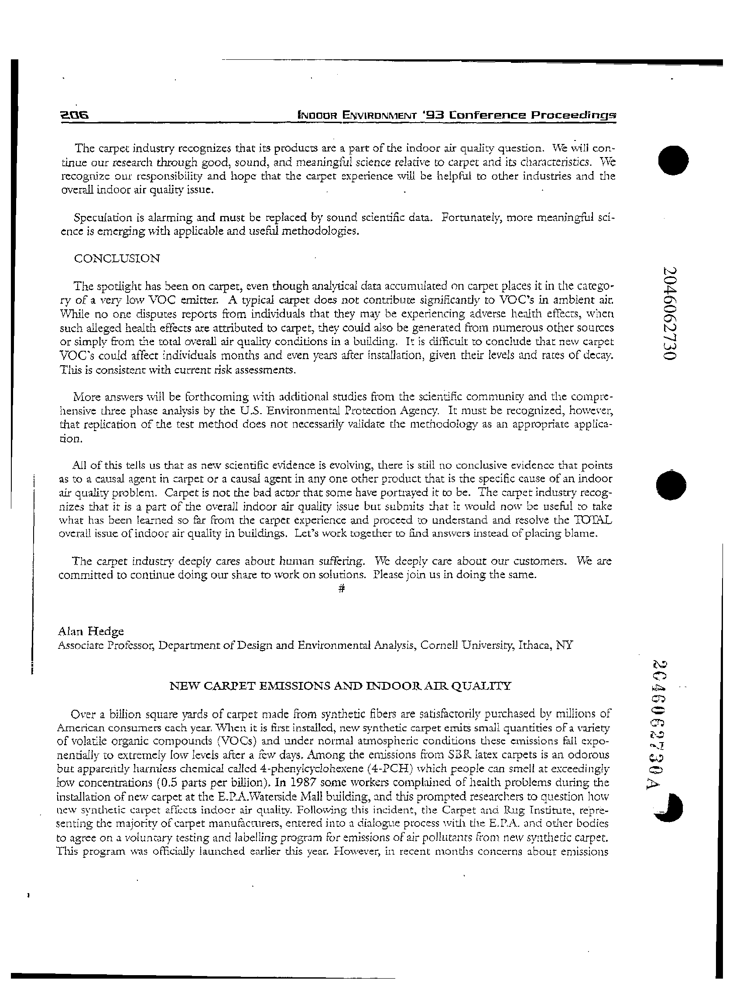 206 INDOOR ENVIRONMENT '93 Conference Proceedings
The carpet industry recognizes that its products are a part of the indoor air quality question. We will con-
tinue our research through good, sound, and meaningful science relative to carpet and its characteristics. We
recognize our responsibility and hope that the carpet experience will be helpful to other industries and the
overall indoor air quality issue.
Speculation is alarming and must be replaced by sound scientific data. Fortunately, more meaningful sci-
ence is emerging with applicable and useful methodologies.
CONCLUSION
The spotlight has been on carpet, even though analytical data accumulated on carpet places it in the catego-
ry of a very low VOC emitter. A typical carpet does not contribute significantly to VOC's in ambient air.
While no one disputes reports from individuals that they may be experiencing adverse health effects, when
such alleged health effects are attributed to carpet, they could also be generated from numerous other sources
or simply from the total overall air quality conditions in a building. It is difficult to conclude that new carpet
VOC's could affect individuals months and even years after installation, given their levels and rates of decay.
This is consistent with current risk assessments.
More answers will be forthcoming with additional studies from the scientific community and the compre-
hensive three phase analysis by the U.S. Environmental Protection Agency. It must be recognized, however,
that replication of the test method does not necessarily validate the methodology as an appropriate applica-
tion.
All of this tells us that as new scientific evidence is evolving, there is still no conclusive evidence that points
as to a causal agent in carpet or a causal agent in any one other product that is the specific cause of an indoor
air quality problem. Carpet is not the bad actor that some have portrayed it to be. The carpet industry recog-
nizes that it is a part of the overall indoor air quality issue but submits that it would now be useful to take
what has been learned so far from the carpet experience and proceed to understand and resolve the TOTAL
overall issue of indoor air quality in buildings. Let's work together to find answers instead of placing blame.
The carpet industry deeply cares about human suffering. We deeply care about our customers. We are
committed to continue doing our share to work on solutions. Please join us in doing the same.
#
Alan Hedge
Associate Professor, Department of Design and Environmental Analysis, Cornell University, Ithaca, NY
NEW CARPET EMISSIONS AND INDOOR AIR QUALITY
Over a billion square yards of carpet made from synthetic fibers are satisfactorily purchased by millions of
American consumers each year. When it is first installed, new synthetic carpet emits small quantities of a variety
of volatile organic compounds (VOCs) and under normal atmospheric conditions these emissions fall expo-
nentially to extremely low levels after a few days. Among the emissions from SBR latex carpets is an odorous
but apparently harmless chemical called 4-phenylcyclohexene (4-PCH) which people can smell at exceedingly
low concentrations (0.5 parts per billion). In 1987 some workers complained of health problems during the
installation of new carpet at the E.P.A.Waterside Mall building, and this prompted researchers to question how
new synthetic carpet affects indoor air quality. Following this incident, the Carpet and Rug Institute, repre-
senting the majority of carpet manufacturers, entered into a dialogue process with the E.P.A. and other bodies
to agree on a voluntary testing and labelling program for emissions of air pollutants from new synthetic carpet.
This program was officially launched earlier this year. However, in recent months concerns about emissions
2046062730
2046062730 A